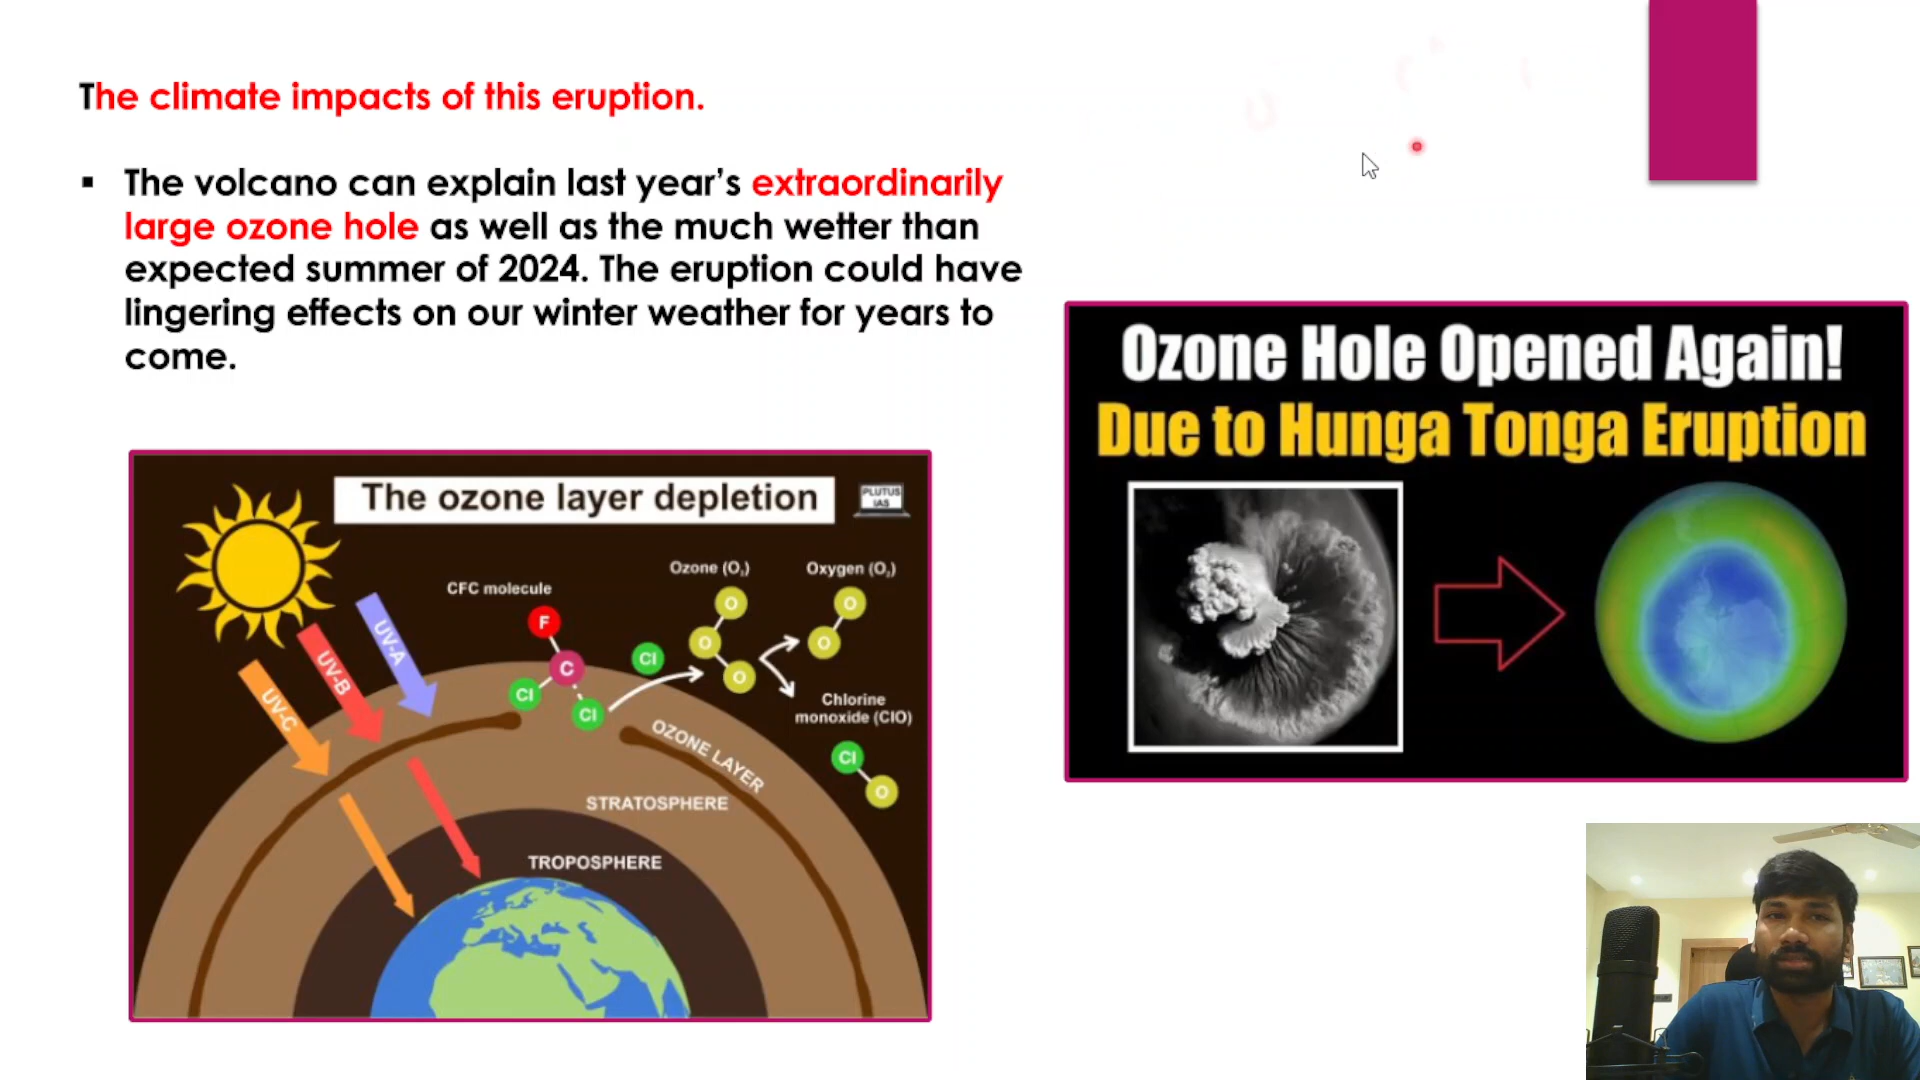 The climate impacts of this eruption.
▪ The volcano can explain last year’s extraordinarily
large ozone hole as well as the much wetter than
expected summer of 2024. The eruption could have
lingering effects on our winter weather for years to
come.
Ozone Hole Opened Again!
Due to Hunga Tonga Eruption
The ozone layer depletion
PLUTUS
IAS
CFC molecule
Ozone (O₃)
Oxygen (O₂)
F
C
Cl
Cl
Cl
O
O
O
O
O
Chlorine
monoxide (ClO)
Cl
O
UV-A
UV-B
UV-C
OZONE LAYER
STRATOSPHERE
TROPOSPHERE